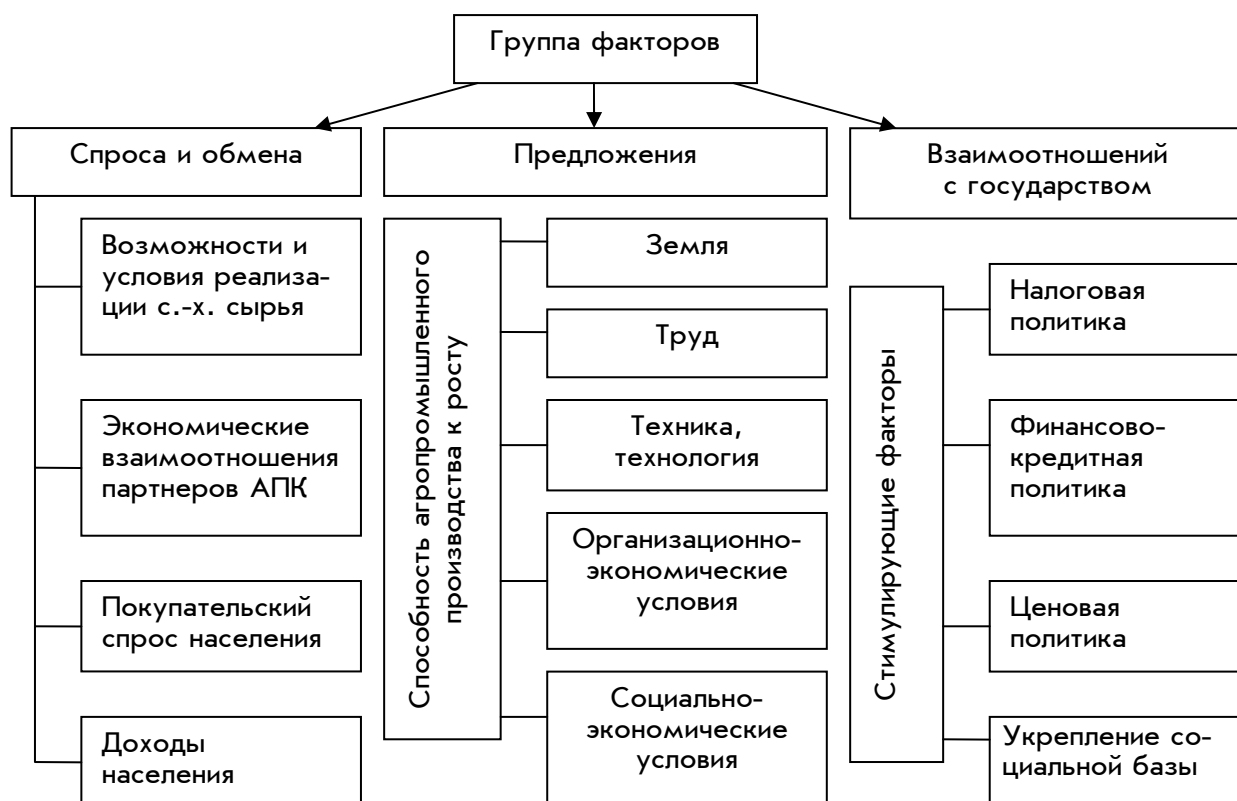 Группа факторов
Спроса и обмена
Предложения
Взаимоотношений
с государством
Возможности и
условия реализа-
ции с.-х. сырья
Экономические
взаимоотношения
партнеров АПК
Покупательский
спрос населения
Доходы
населения
Способность агропромышленного
производства к росту
Земля
Труд
Техника,
технология
Организационно-
экономические
условия
Социально-
экономические
условия
Стимулирующие факторы
Налоговая
политика
Финансово-
кредитная
политика
Ценовая
политика
Укрепление со-
циальной базы